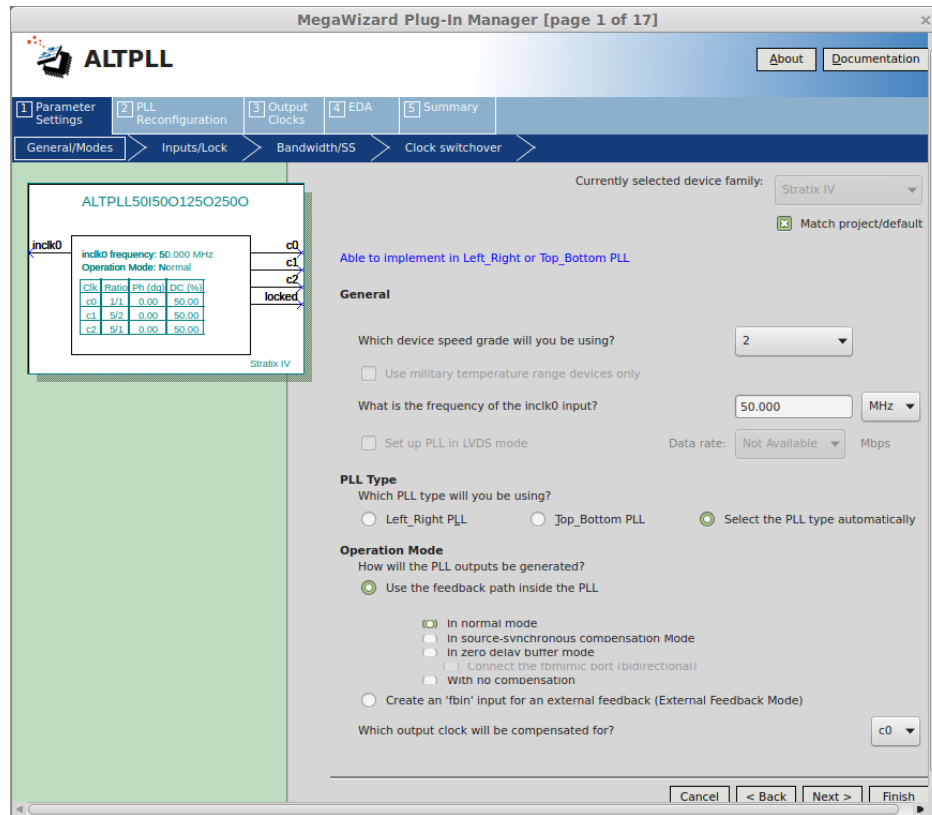 MegaWizard Plug-In Manager [page 1 of 17]
ALTPLL
About
Documentation
1 Parameter Settings
2 PLL Reconfiguration
3 Output Clocks
4 EDA
5 Summary
General/Modes
Inputs/Lock
Bandwidth/SS
Clock switchover
ALTPLL50I50O125O250O
inclk0
inclk0 frequency: 50.000 MHz
Operation Mode: Normal
Clk Ratio Ph (dg) DC (%)
c0 1/1 0.00 50.00
c1 5/2 0.00 50.00
c2 5/1 0.00 50.00
c0
c1
c2
locked
Stratix IV
Currently selected device family:
Stratix IV
Match project/default
Able to implement in Left_Right or Top_Bottom PLL
General
Which device speed grade will you be using?
2
Use military temperature range devices only
What is the frequency of the inclk0 input?
50.000
MHz
Set up PLL in LVDS mode
Data rate:
Not Available
Mbps
PLL Type
Which PLL type will you be using?
Left_Right PLL
Top_Bottom PLL
Select the PLL type automatically
Operation Mode
How will the PLL outputs be generated?
Use the feedback path inside the PLL
In normal mode
In source-synchronous compensation Mode
In zero delay buffer mode
Connect the fbmimic port (bidirectional)
With no compensation
Create an 'fbin' input for an external feedback (External Feedback Mode)
Which output clock will be compensated for?
c0
Cancel
< Back
Next >
Finish